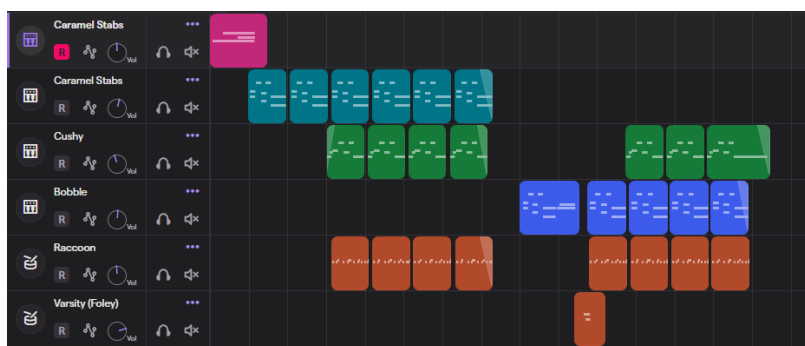 Caramel Stabs
R Vol
Caramel Stabs
R Vol
Cushy
R Vol
Bobble
R Vol
Raccoon
R Vol
Varsity (Foley)
R Vol